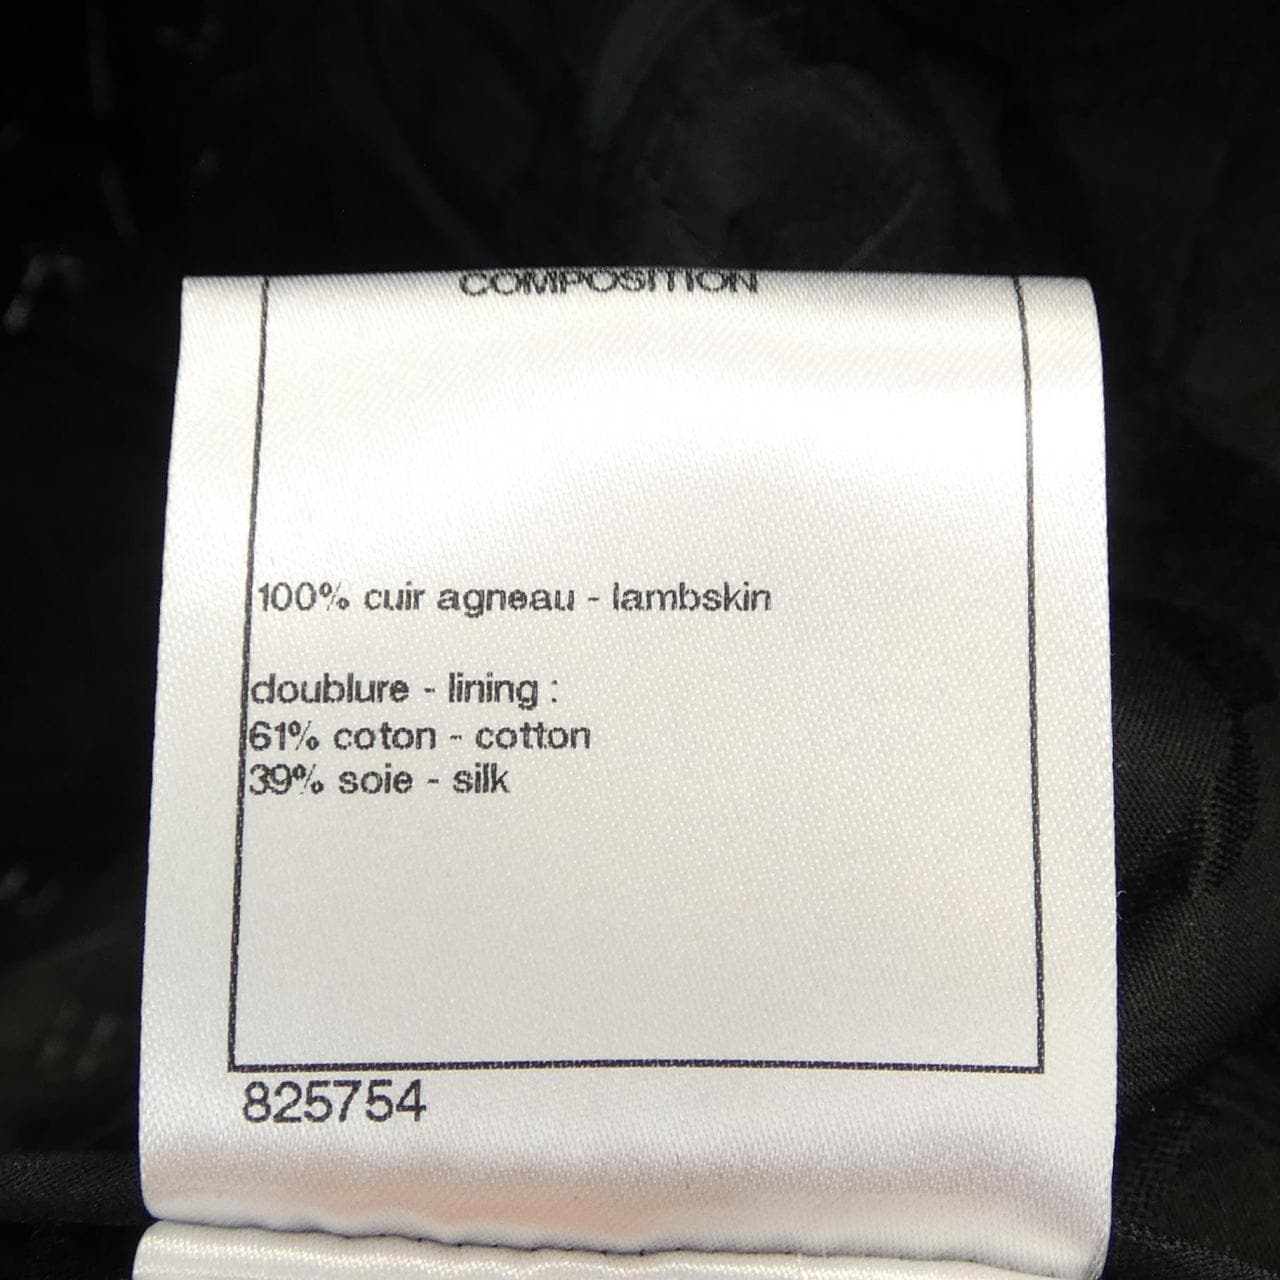 COMPOSITION
100% cuir agneau - lambskin
doublure - lining :
61% coton - cotton
39% soie - silk
825754